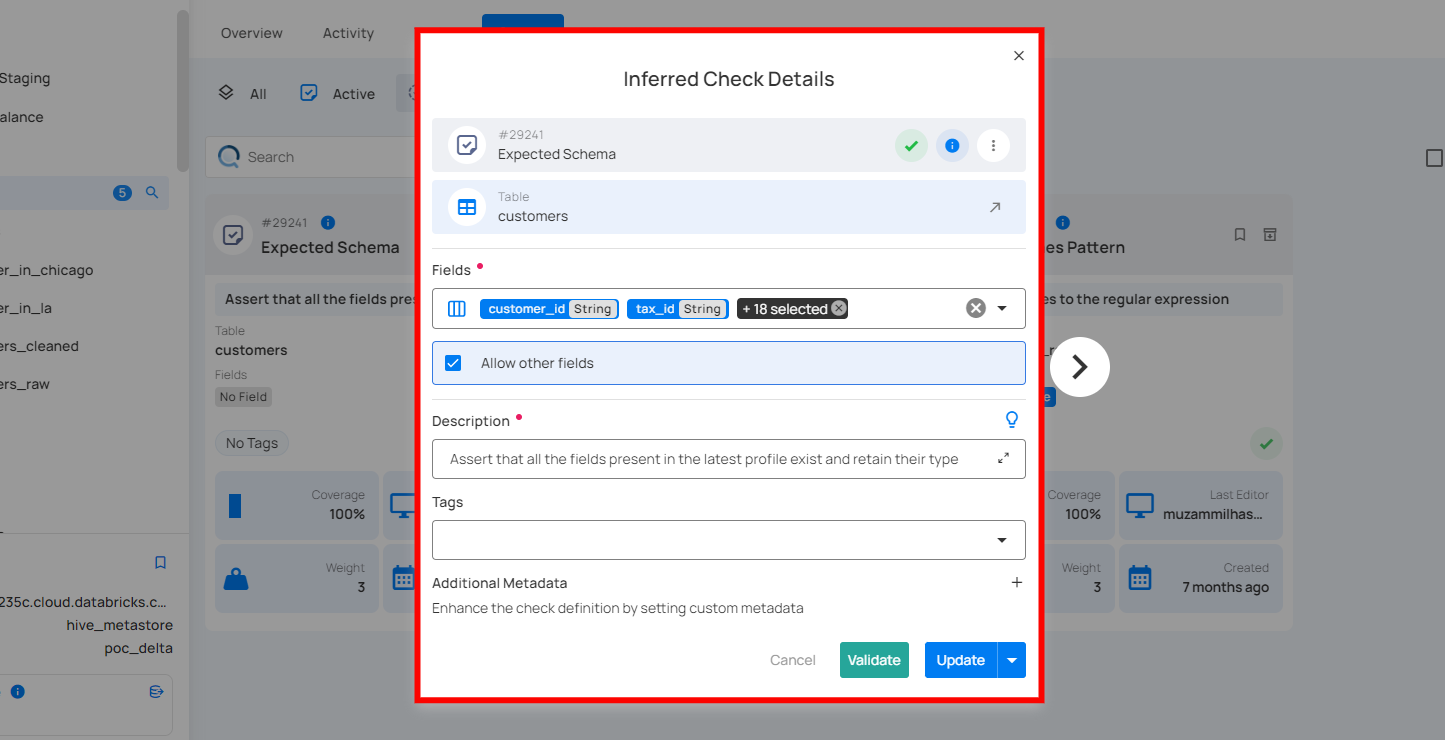 Overview
Activity
Staging
alance
All
Active
Search
5
er_in_chicago
er_in_la
ers_cleaned
ers_raw
235c.cloud.databricks.c...
hive_metastore
poc_delta
#29241
Expected Schema
Assert that all the fields pres
Table
customers
Fields
No Field
No Tags
Coverage
100%
Weight
3
Inferred Check Details
#29241
Expected Schema
Table
customers
Fields
customer_id String tax_id String + 18 selected
Allow other fields
Description
Assert that all the fields present in the latest profile exist and retain their type
Tags
Additional Metadata
Enhance the check definition by setting custom metadata
Cancel
Validate
Update
es Pattern
es to the regular expression
Coverage
100%
Last Editor
muzammilhas...
Weight
3
Created
7 months ago